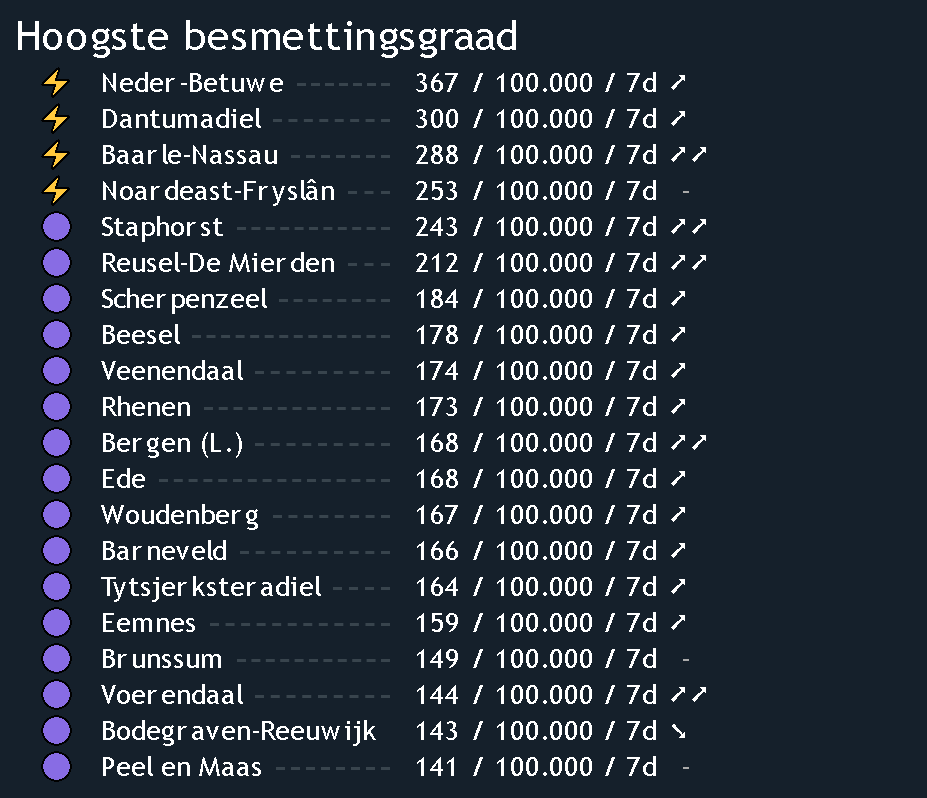 Hoogste besmettingsgraad
⚡ Neder-Betuwe ------- 367 / 100.000 / 7d ➚
⚡ Dantumadiel -------- 300 / 100.000 / 7d ➚
⚡ Baarle-Nassau ------- 288 / 100.000 / 7d ➚➚
⚡ Noardeast-Fryslân --- 253 / 100.000 / 7d -
Staphorst ----------- 243 / 100.000 / 7d ➚➚
Reusel-De Mierden --- 212 / 100.000 / 7d ➚➚
Scherpenzeel ------- 184 / 100.000 / 7d ➚
Beesel -------------- 178 / 100.000 / 7d ➚
Veenendaal --------- 174 / 100.000 / 7d ➚
Rhenen ------------- 173 / 100.000 / 7d ➚
Bergen (L.) --------- 168 / 100.000 / 7d ➚➚
Ede ---------------- 168 / 100.000 / 7d ➚
Woudenberg -------- 167 / 100.000 / 7d ➚
Barneveld ---------- 166 / 100.000 / 7d ➚
Tytsjerksteradiel ---- 164 / 100.000 / 7d ➚
Eemnes ------------ 159 / 100.000 / 7d ➚
Brunssum ----------- 149 / 100.000 / 7d -
Voerendaal --------- 144 / 100.000 / 7d ➚➚
Bodegraven-Reeuwijk 143 / 100.000 / 7d ➘
Peel en Maas -------- 141 / 100.000 / 7d -